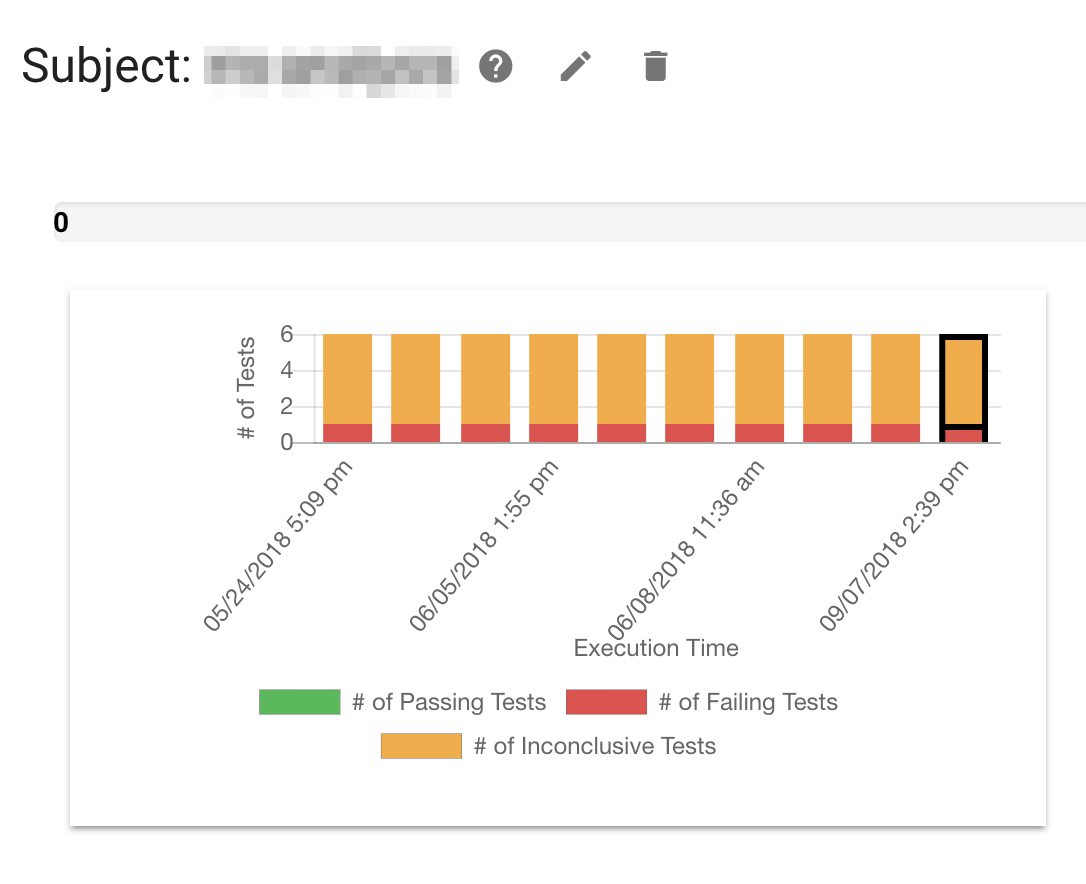 Subject:
0
# of Tests
6
4
2
0
05/24/2018 5:09 pm
06/05/2018 1:55 pm
06/08/2018 11:36 am
09/07/2018 2:39 pm
Execution Time
# of Passing Tests # of Failing Tests
# of Inconclusive Tests